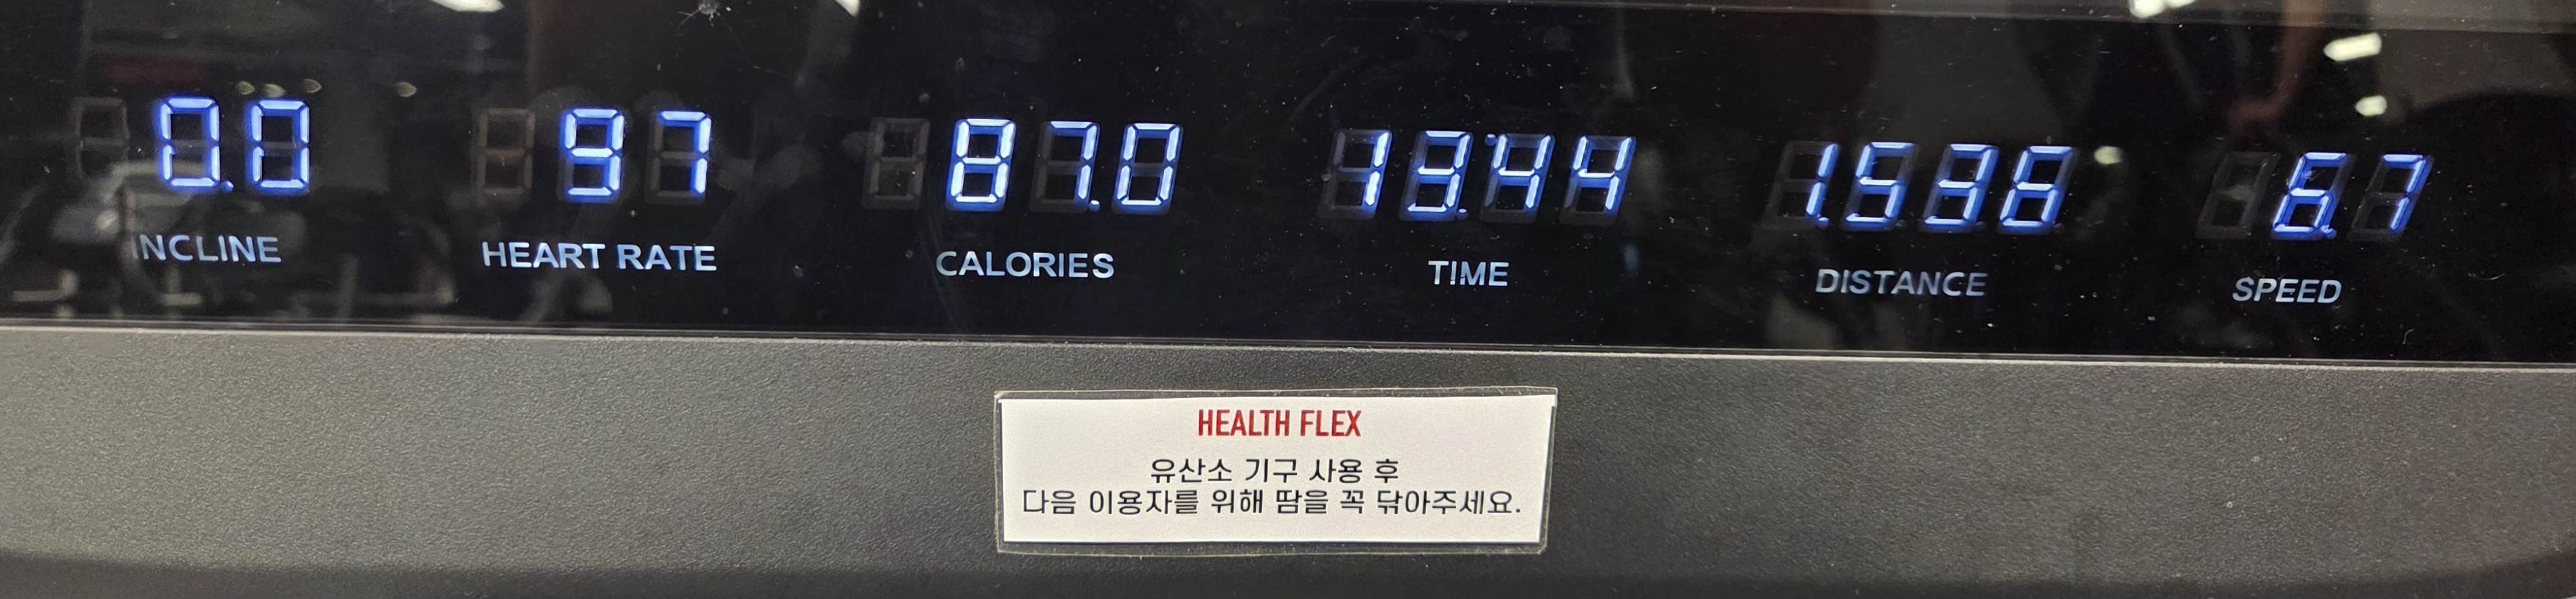 0.0 97 87.0 13:44 1.536 6.7
INCLINE HEART RATE CALORIES TIME DISTANCE SPEED
HEALTH FLEX
유산소 기구 사용 후
다음 이용자를 위해 땀을 꼭 닦아주세요.